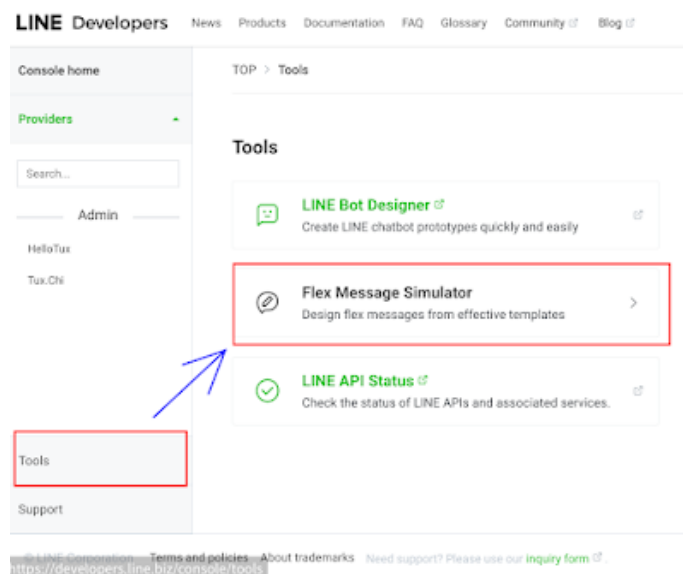 LINE Developers News Products Documentation FAQ Glossary Community Blog
Console home
Providers
Search...
Admin
HelloTux
Tux.Chi
Tools
Support
TOP > Tools
Tools
LINE Bot Designer
Create LINE chatbot prototypes quickly and easily
Flex Message Simulator
Design flex messages from effective templates
LINE API Status
Check the status of LINE APIs and associated services.
© LINE Corporation Terms and policies About trademarks Need support? Please use our inquiry form.
https://developers.line.biz/console/tools